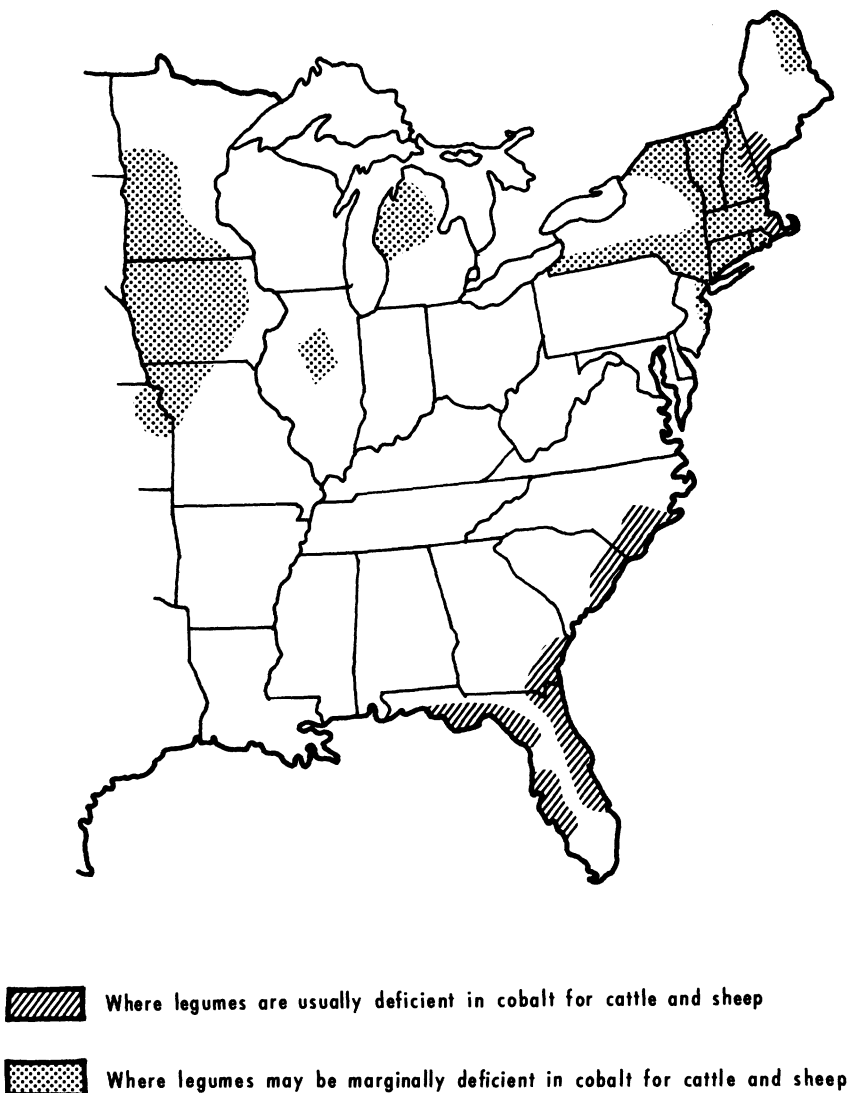 Where legumes are usually deficient in cobalt for cattle and sheep
Where legumes may be marginally deficient in cobalt for cattle and sheep